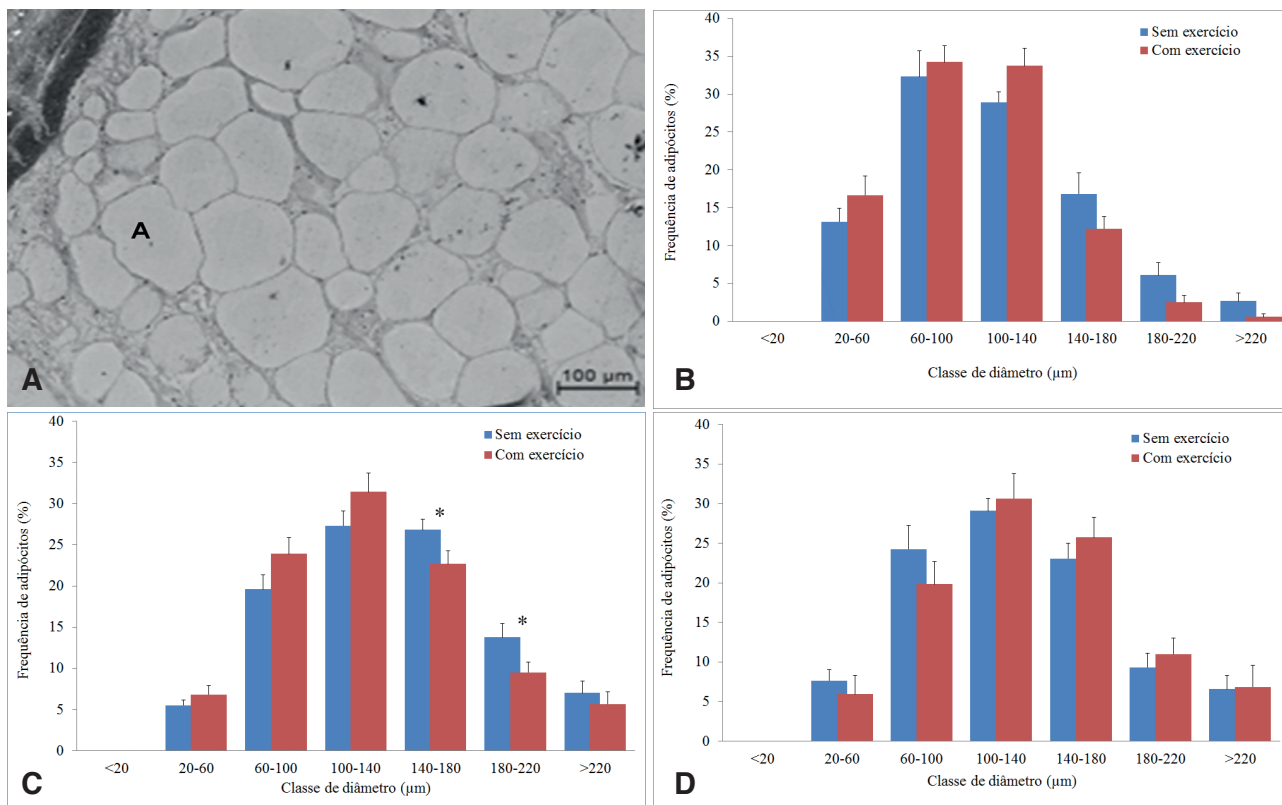 A
100 µm
A
Sem exercício
Com exercício
Frequência de adipócitos (%)
40
35
30
25
20
15
10
5
0
<20 20-60 60-100 100-140 140-180 180-220 >220
Classe de diâmetro (µm)
B
Sem exercício
Com exercício
Frequência de adipócitos (%)
40
35
30
25
20
15
10
5
0
*
*
<20 20-60 60-100 100-140 140-180 180-220 >220
Classe de diâmetro (µm)
C
Sem exercício
Com exercício
Frequência de adipócitos (%)
40
35
30
25
20
15
10
5
0
<20 20-60 60-100 100-140 140-180 180-220 >220
Classe de diâmetro (µm)
D